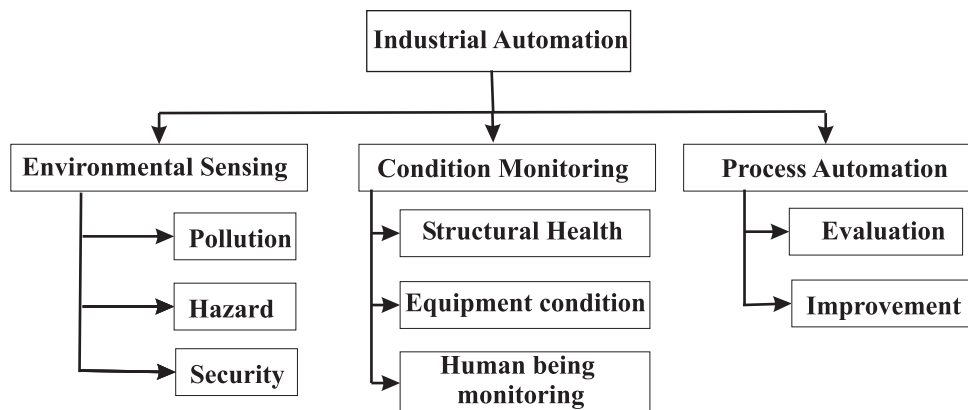 Industrial Automation
Environmental Sensing
Pollution
Hazard
Security
Condition Monitoring
Structural Health
Equipment condition
Human being
monitoring
Process Automation
Evaluation
Improvement